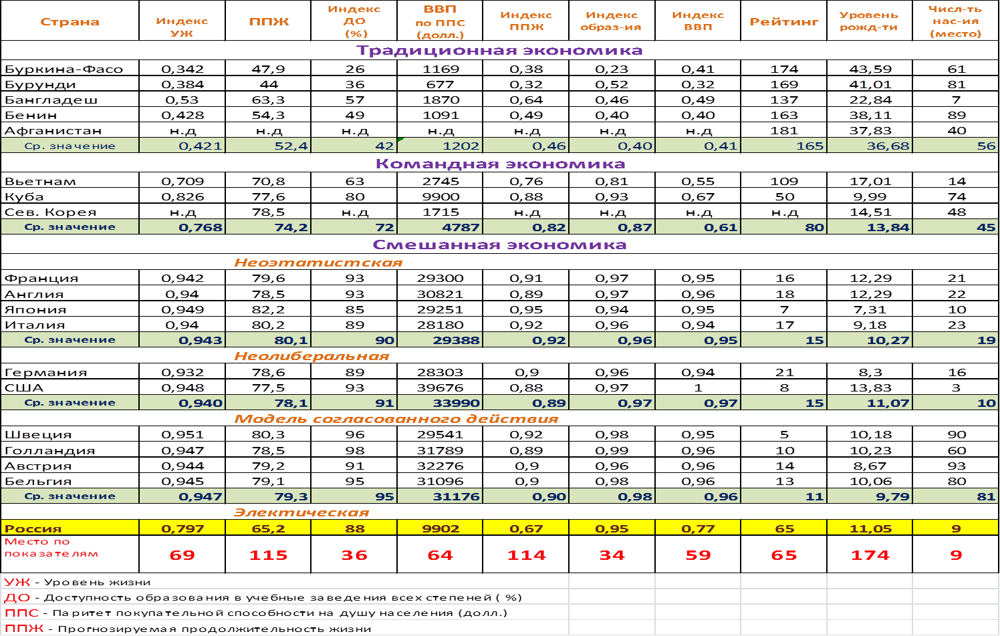 Страна Индекс УЖ ППЖ Индекс ДО (%) ВВП по ППС (долл.) Индекс ППЖ Индекс образ-ия Индекс ВВП Рейтинг Уровень рожд-ти Числ-ть нас-ия (место)
Традиционная экономика
Буркина-Фасо 0,342 47,9 26 1169 0,38 0,23 0,41 174 43,59 61
Бурунди 0,384 44 36 677 0,32 0,52 0,32 169 41,01 81
Бангладеш 0,53 63,3 57 1870 0,64 0,46 0,49 137 22,84 7
Бенин 0,428 54,3 49 1091 0,49 0,40 0,40 163 38,11 89
Афганистан н.д н.д н.д н.д н.д н.д н.д 181 37,83 40
Ср. значение 0,421 52,4 42 1202 0,46 0,40 0,41 165 36,68 56
Командная экономика
Вьетнам 0,709 70,8 63 2745 0,76 0,81 0,55 109 17,01 14
Куба 0,826 77,6 80 9900 0,88 0,93 0,67 50 9,99 74
Сев. Корея н.д 78,5 н.д 1715 н.д н.д н.д н.д 14,51 48
Ср. значение 0,768 74,2 72 4787 0,82 0,87 0,61 80 13,84 45
Смешанная экономика
Неоэтатистская
Франция 0,942 79,6 93 29300 0,91 0,97 0,95 16 12,29 21
Англия 0,94 78,5 93 30821 0,89 0,97 0,96 18 12,29 22
Япония 0,949 82,2 85 29251 0,95 0,94 0,95 7 7,31 10
Италия 0,94 80,2 89 28180 0,92 0,96 0,94 17 9,18 23
Ср. значение 0,943 80,1 90 29388 0,92 0,96 0,95 15 10,27 19
Неолиберальная
Германия 0,932 78,6 89 28303 0,9 0,96 0,94 21 8,3 16
США 0,948 77,5 93 39676 0,88 0,97 1 8 13,83 3
Ср. значение 0,940 78,1 91 33990 0,89 0,97 0,97 15 11,07 10
Модель согласованного действия
Швеция 0,951 80,3 96 29541 0,92 0,98 0,95 5 10,18 90
Голландия 0,947 78,5 98 31789 0,89 0,99 0,96 10 10,23 60
Австрия 0,944 79,2 91 32276 0,9 0,96 0,96 14 8,67 93
Бельгия 0,945 79,1 95 31096 0,9 0,98 0,96 13 10,06 80
Ср. значение 0,947 79,3 95 31176 0,90 0,98 0,96 11 9,79 81
Электическая
Россия 0,797 65,2 88 9902 0,67 0,95 0,77 65 11,05 9
Место по показателям 69 115 36 64 114 34 59 65 174 9
УЖ - Уровень жизни
ДО - Доступность образования в учебные заведения всех степеней ( %)
ППС - Паритет покупательной способности на душу населения (долл.)
ППЖ - Прогнозируемая продолжительность жизни